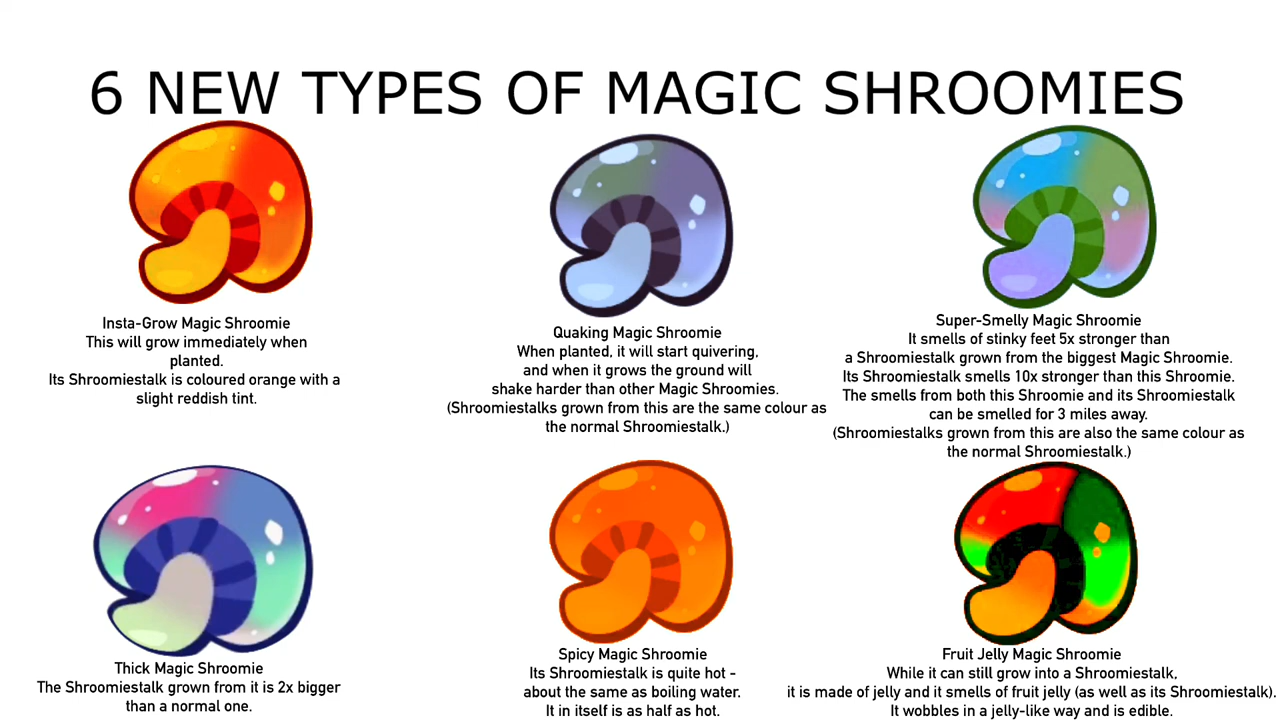 6 NEW TYPES OF MAGIC SHROOMIES
Insta-Grow Magic Shroomie
This will grow immediately when
planted.
Its Shroomiestalk is coloured orange with a
slight reddish tint.
Quaking Magic Shroomie
When planted, it will start quivering,
and when it grows the ground will
shake harder than other Magic Shroomies.
(Shroomiestalks grown from this are the same colour as
the normal Shroomiestalk.)
Super-Smelly Magic Shroomie
It smells of stinky feet 5x stronger than
a Shroomiestalk grown from the biggest Magic Shroomie.
Its Shroomiestalk smells 10x stronger than this Shroomie.
The smells from both this Shroomie and its Shroomiestalk
can be smelled for 3 miles away.
(Shroomiestalks grown from this are also the same colour as
the normal Shroomiestalk.)
Thick Magic Shroomie
The Shroomiestalk grown from it is 2x bigger
than a normal one.
Spicy Magic Shroomie
Its Shroomiestalk is quite hot -
about the same as boiling water.
It in itself is as half as hot.
Fruit Jelly Magic Shroomie
While it can still grow into a Shroomiestalk,
it is made of jelly and it smells of fruit jelly (as well as its Shroomiestalk).
It wobbles in a jelly-like way and is edible.